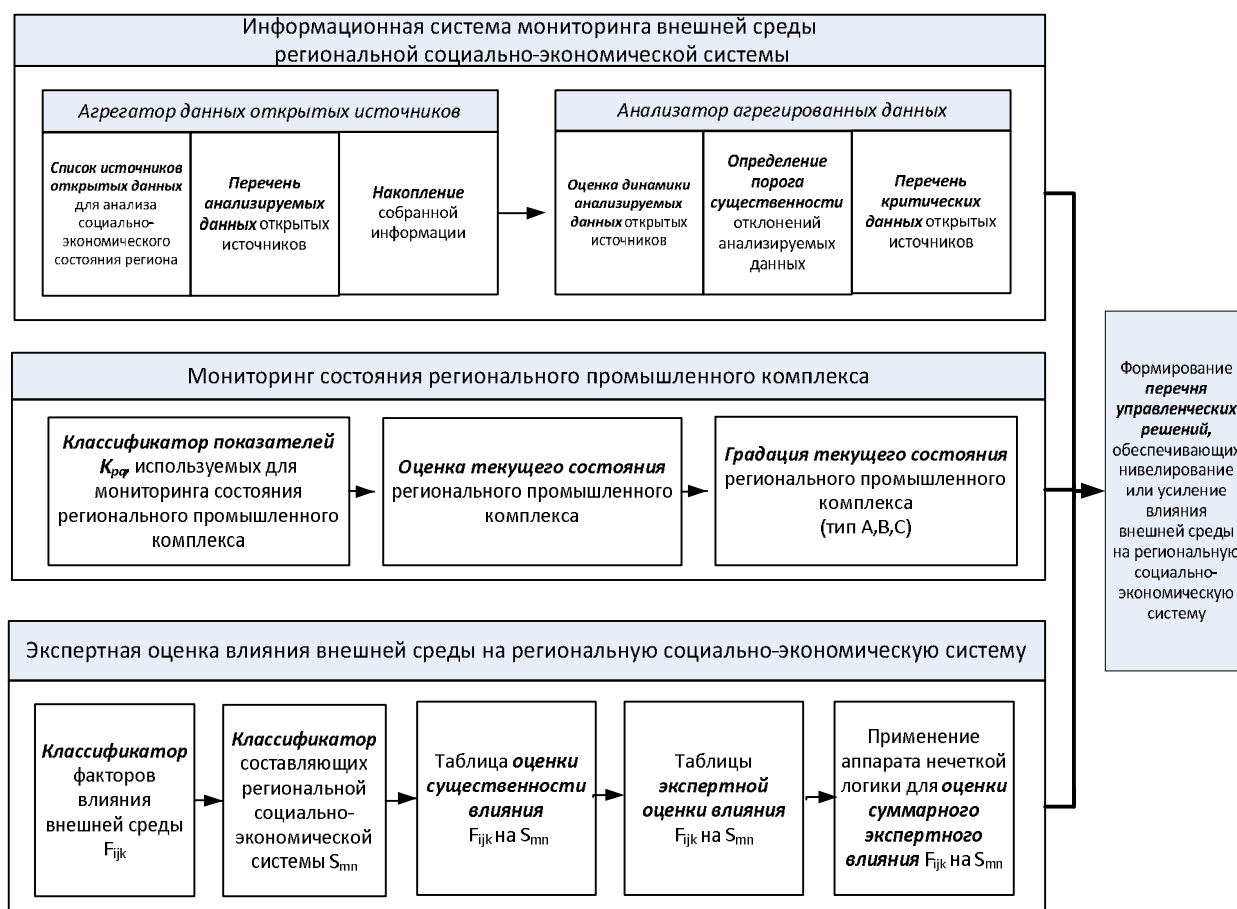 Информационная система мониторинга внешней среды
региональной социально-экономической системы
Агрегатор данных открытых источников
Список источников
открытых данных
для анализа
социально-
экономического
состояния региона
Перечень
анализируемых
данных открытых
источников
Накопление
собранной
информации
Анализатор агрегированных данных
Оценка динамики
анализируемых
данных открытых
источников
Определение
порога
существенности
отклонений
анализируемых
данных
Перечень
критических
данных открытых
источников
Мониторинг состояния регионального промышленного комплекса
Классификатор показателей
Kpq, используемых для
мониторинга состояния
регионального промышленного
комплекса
Оценка текущего состояния
регионального промышленного
комплекса
Градация текущего состояния
регионального промышленного
комплекса
(тип А,В,С)
Экспертная оценка влияния внешней среды на региональную социально-экономическую систему
Классификатор
факторов
влияния
внешней среды
Fijk
Классификатор
составляющих
региональной
социально-
экономической
системы Smn
Таблица оценки
существенности
влияния
Fijk на Smn
Таблицы
экспертной
оценки влияния
Fijk на Smn
Применение
аппарата нечеткой
логики для оценки
суммарного
экспертного
влияния Fijk на Smn
Формирование
перечня
управленческих
решений,
обеспечивающих
нивелирование
или усиление
влияния
внешней среды
на региональную
социально-
экономическую
систему